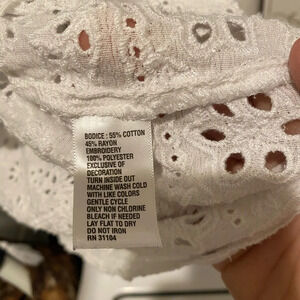 BODICE : 55% COTTON
45% RAYON
EMBROIDERY
100% POLYESTER
EXCLUSIVE OF
DECORATION
TURN INSIDE OUT
MACHINE WASH COLD
WITH LIKE COLORS
GENTLE CYCLE
ONLY NON CHLORINE
BLEACH IF NEEDED
LAY FLAT TO DRY
DO NOT IRON
RN 31104